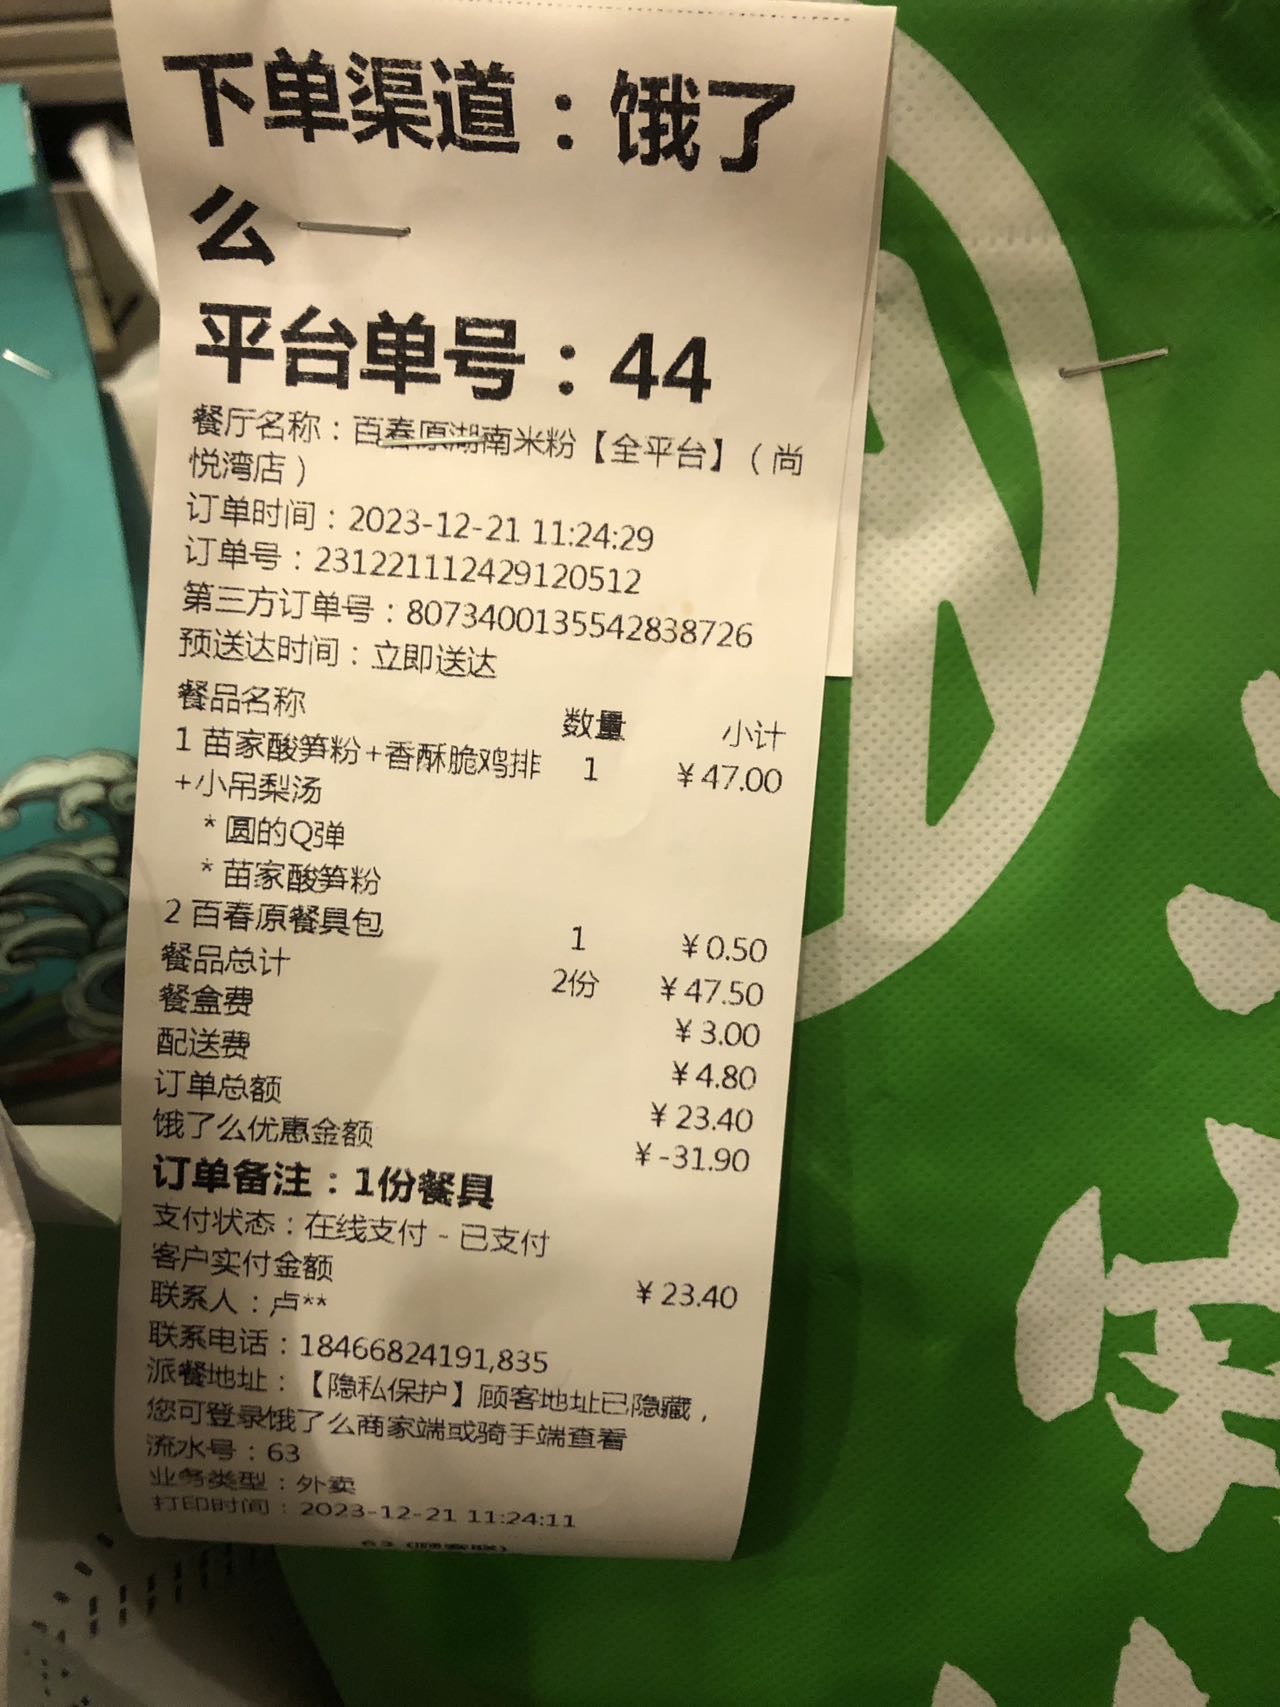 下单渠道：饿了
么
平台单号：44
餐厅名称：百春原湖南米粉【全平台】（尚
悦湾店）
订单时间：2023-12-21 11:24:29
订单号：231221112429120512
第三方订单号：8073400135542838726
预送达时间：立即送达
餐品名称 数量 小计
1 苗家酸笋粉+香酥脆鸡排 1 ￥47.00
+小吊梨汤
* 圆的Q弹
* 苗家酸笋粉
2 百春原餐具包 1 ￥0.50
餐品总计 2份 ￥47.50
餐盒费 ￥3.00
配送费 ￥4.80
订单总额 ￥23.40
饿了么优惠金额 ￥-31.90
订单备注：1份餐具
支付状态：在线支付 - 已支付
客户实付金额 ￥23.40
联系人：卢**
联系电话：18466824191,835
派餐地址：【隐私保护】顾客地址已隐藏，
您可登录饿了么商家端或骑手端查看
流水号：63
业务类型：外卖
打印时间：2023-12-21 11:24:11